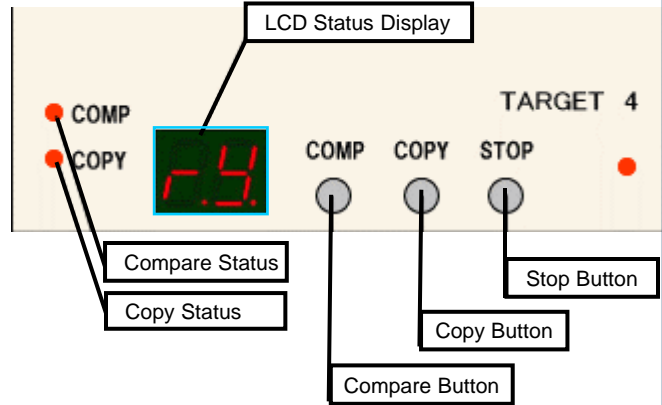 LCD Status Display
TARGET 4
COMP
COPY
r.y.
COMP COPY STOP
Compare Status
Copy Status
Stop Button
Copy Button
Compare Button